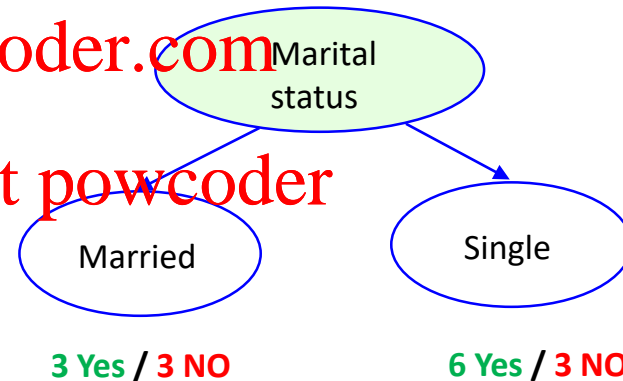 oder.com
Marital
status
t powcoder
Married
Single
3 Yes / 3 NO
6 Yes / 3 NO